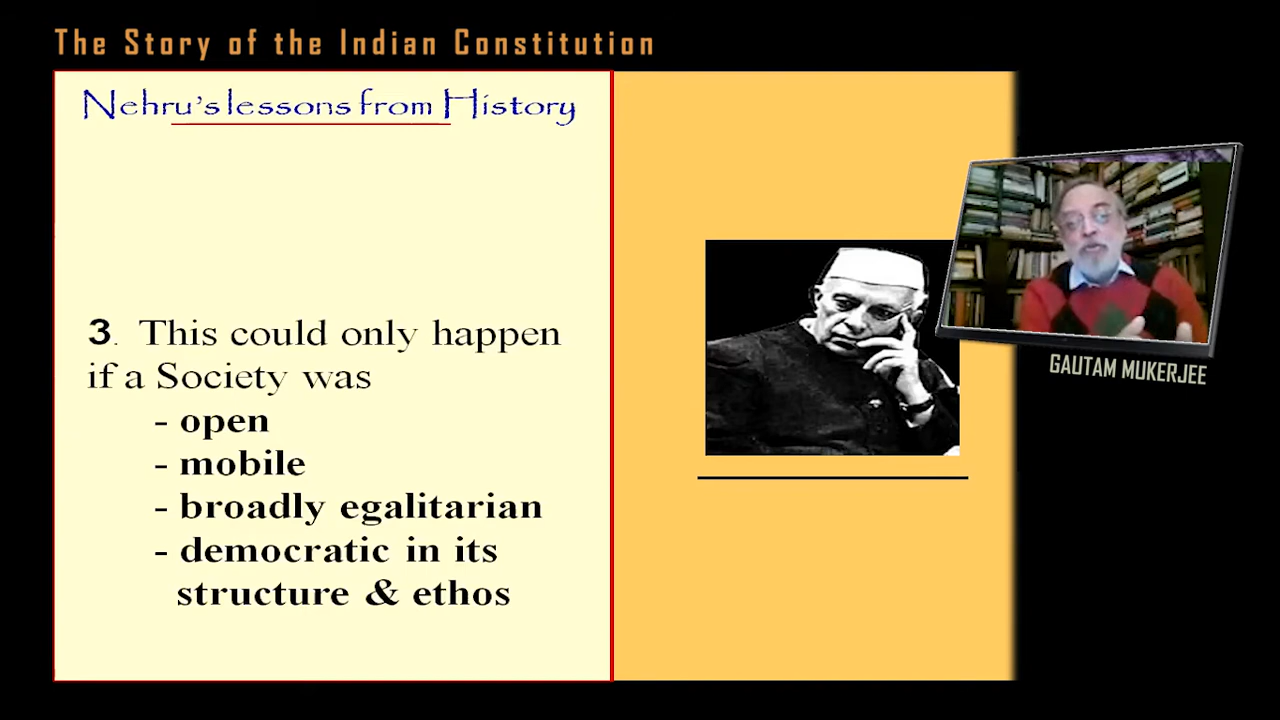 The Story of the Indian Constitution
Nehru's lessons from History
3. This could only happen
if a Society was
- open
- mobile
- broadly egalitarian
- democratic in its
structure & ethos
GAUTAM MUKERJEE